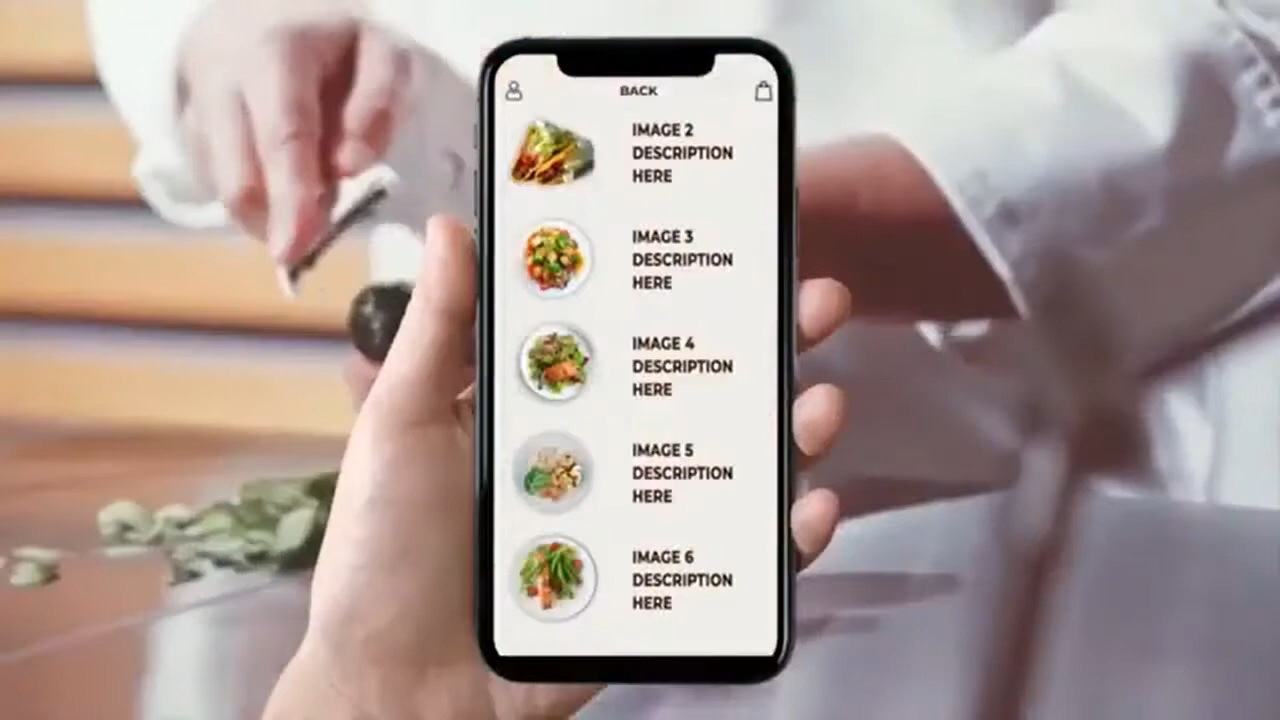 BACK
IMAGE 2
DESCRIPTION
HERE
IMAGE 3
DESCRIPTION
HERE
IMAGE 4
DESCRIPTION
HERE
IMAGE 5
DESCRIPTION
HERE
IMAGE 6
DESCRIPTION
HERE